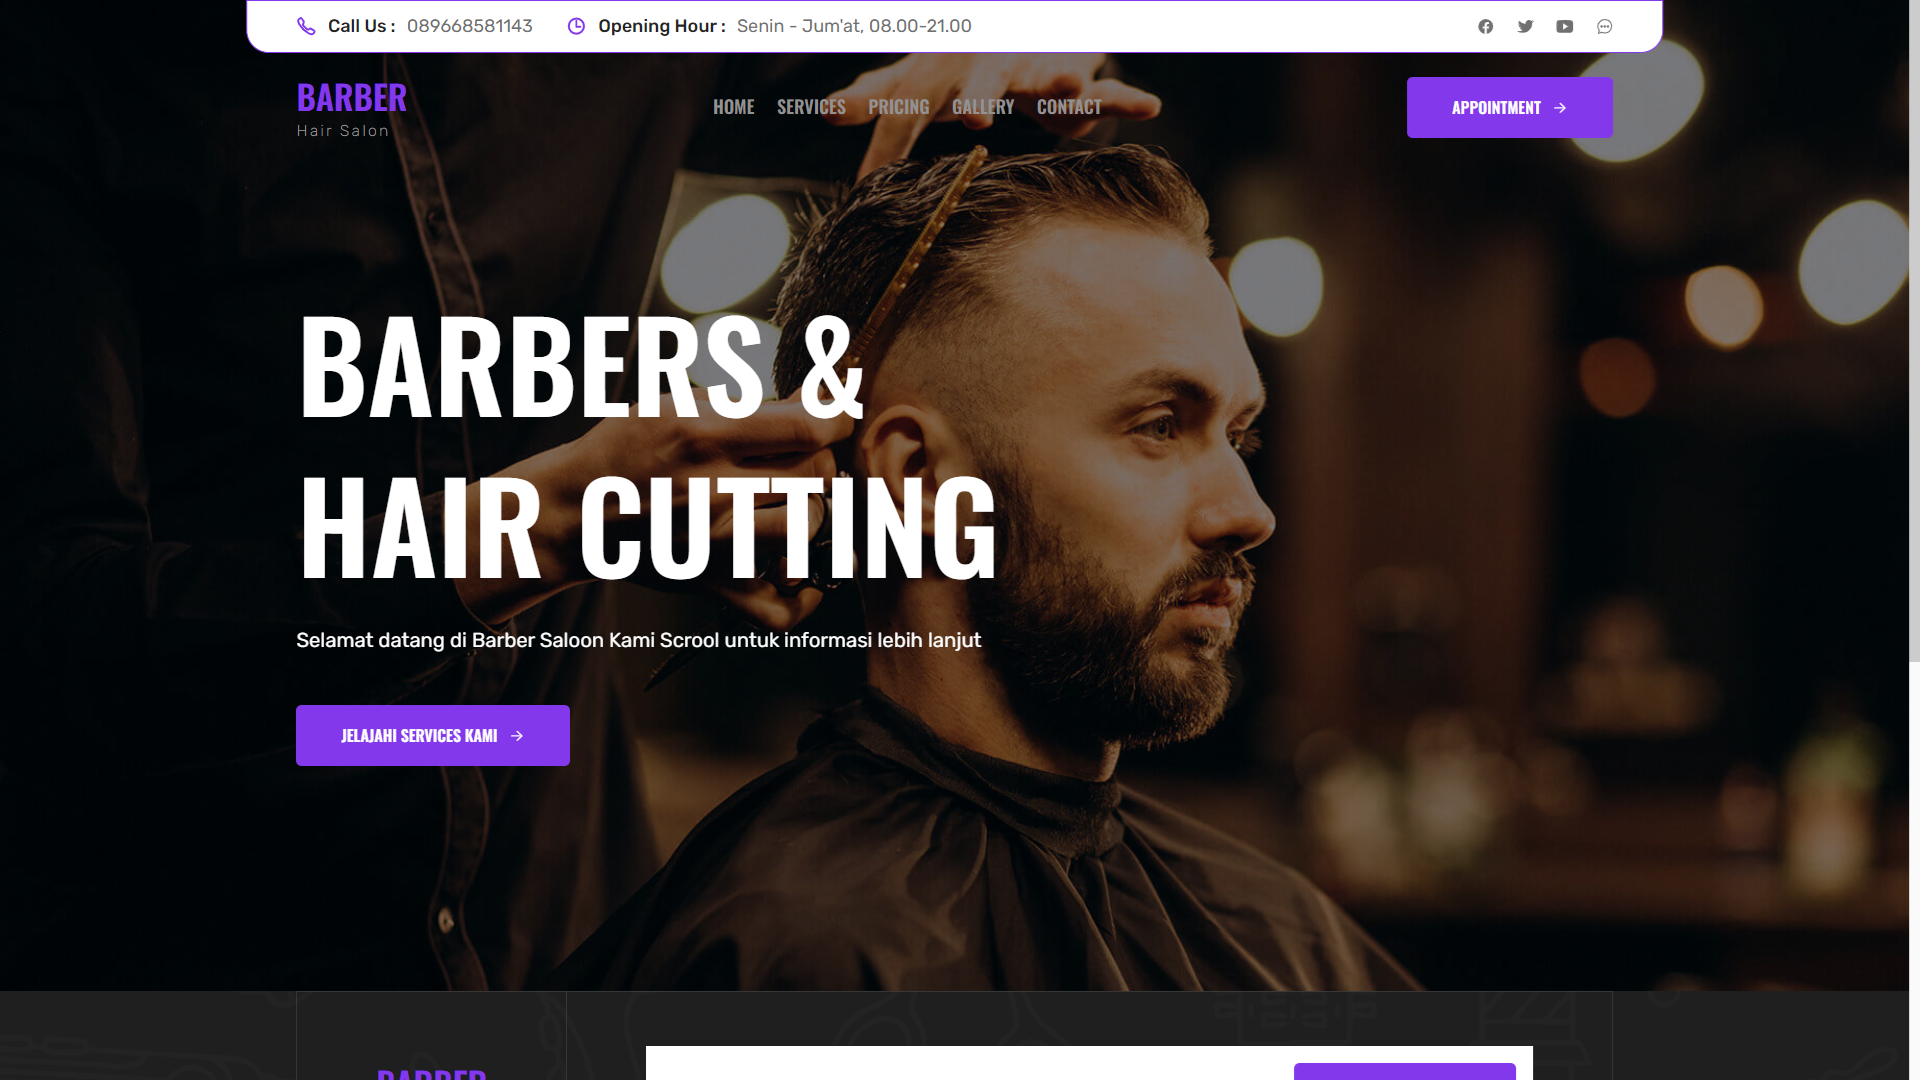 Call Us : 089668581143 Opening Hour : Senin - Jum'at, 08.00-21.00
BARBER
Hair Salon
HOME SERVICES PRICING GALLERY CONTACT
APPOINTMENT →
BARBERS &
HAIR CUTTING
Selamat datang di Barber Saloon Kami Scrool untuk informasi lebih lanjut
JELAJAHI SERVICES KAMI →
BARBER